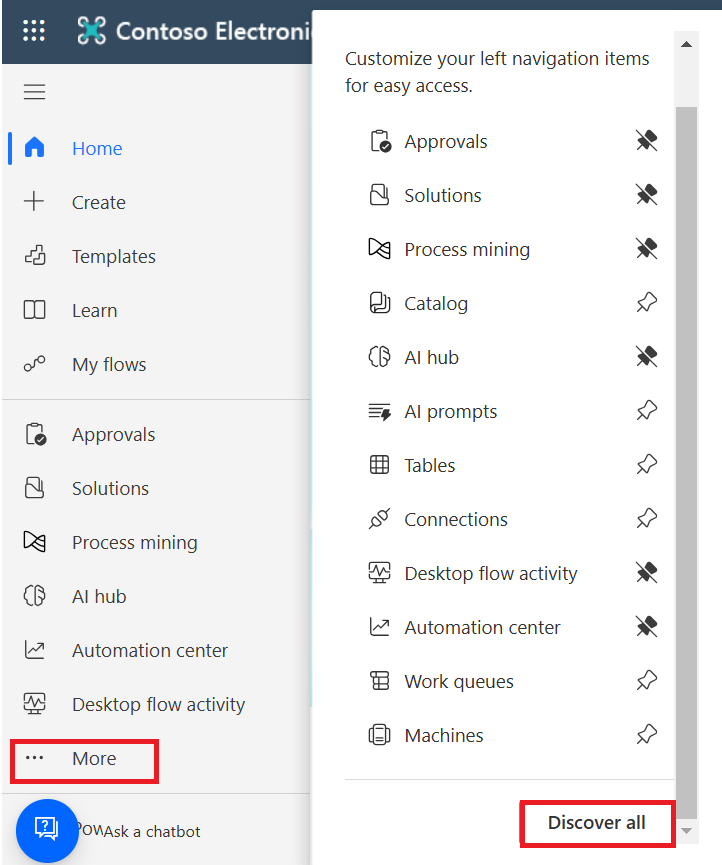 Contoso Electroni
Home
Create
Templates
Learn
My flows
Approvals
Solutions
Process mining
AI hub
Automation center
Desktop flow activity
More
Ask a chatbot
Customize your left navigation items
for easy access.
Approvals
Solutions
Process mining
Catalog
AI hub
AI prompts
Tables
Connections
Desktop flow activity
Automation center
Work queues
Machines
Discover all